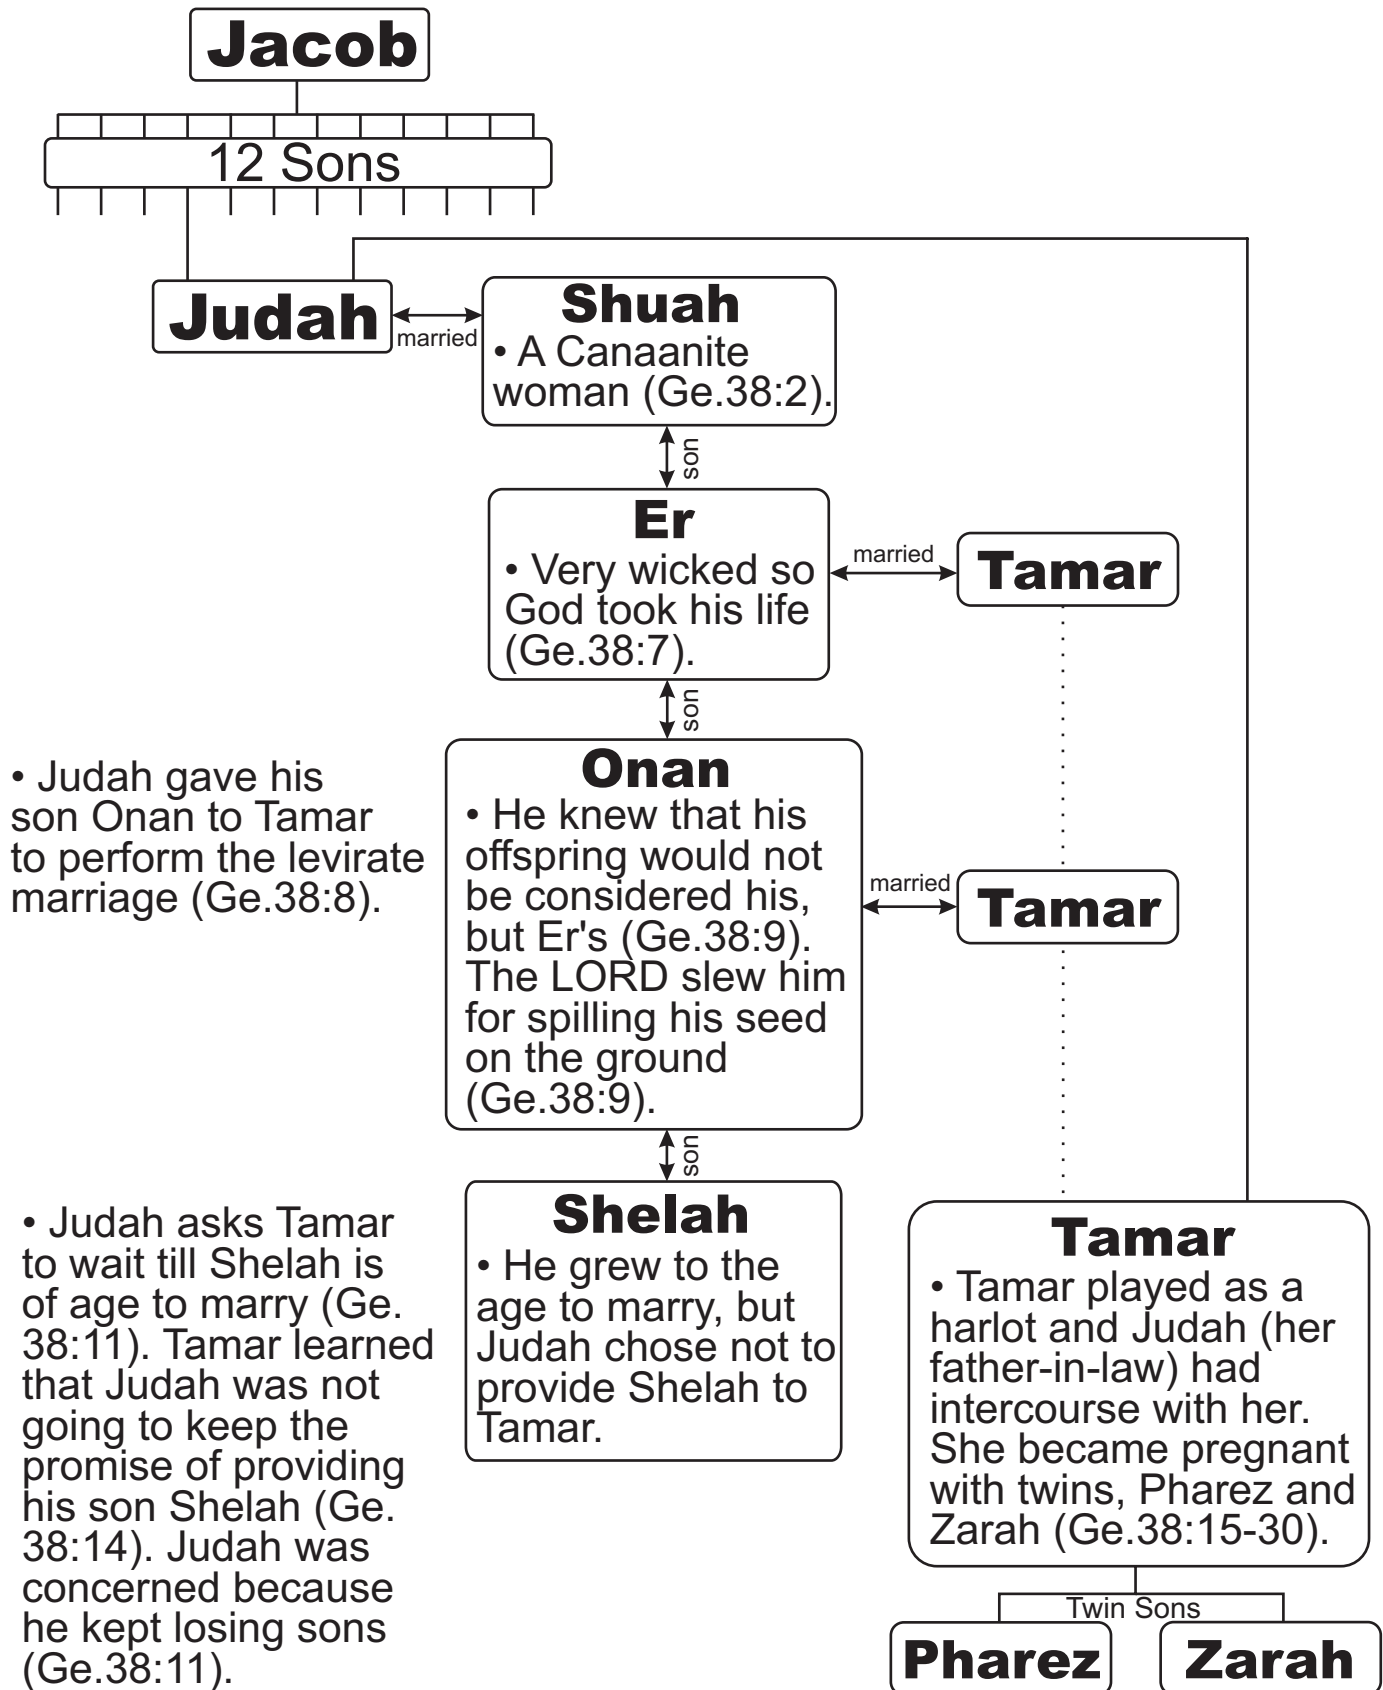 Jacob
12 Sons
Judah
married
Shuah
• A Canaanite
woman (Ge.38:2).
son
Er
• Very wicked so
God took his life
(Ge.38:7).
married
Tamar
son
• Judah gave his
son Onan to Tamar
to perform the levirate
marriage (Ge.38:8).
Onan
• He knew that his
offspring would not
be considered his,
but Er's (Ge.38:9).
The LORD slew him
for spilling his seed
on the ground
(Ge.38:9).
married
Tamar
son
• Judah asks Tamar
to wait till Shelah is
of age to marry (Ge.
38:11). Tamar learned
that Judah was not
going to keep the
promise of providing
his son Shelah (Ge.
38:14). Judah was
concerned because
he kept losing sons
(Ge.38:11).
Shelah
• He grew to the
age to marry, but
Judah chose not to
provide Shelah to
Tamar.
Tamar
• Tamar played as a
harlot and Judah (her
father-in-law) had
intercourse with her.
She became pregnant
with twins, Pharez and
Zarah (Ge.38:15-30).
Twin Sons
Pharez
Zarah